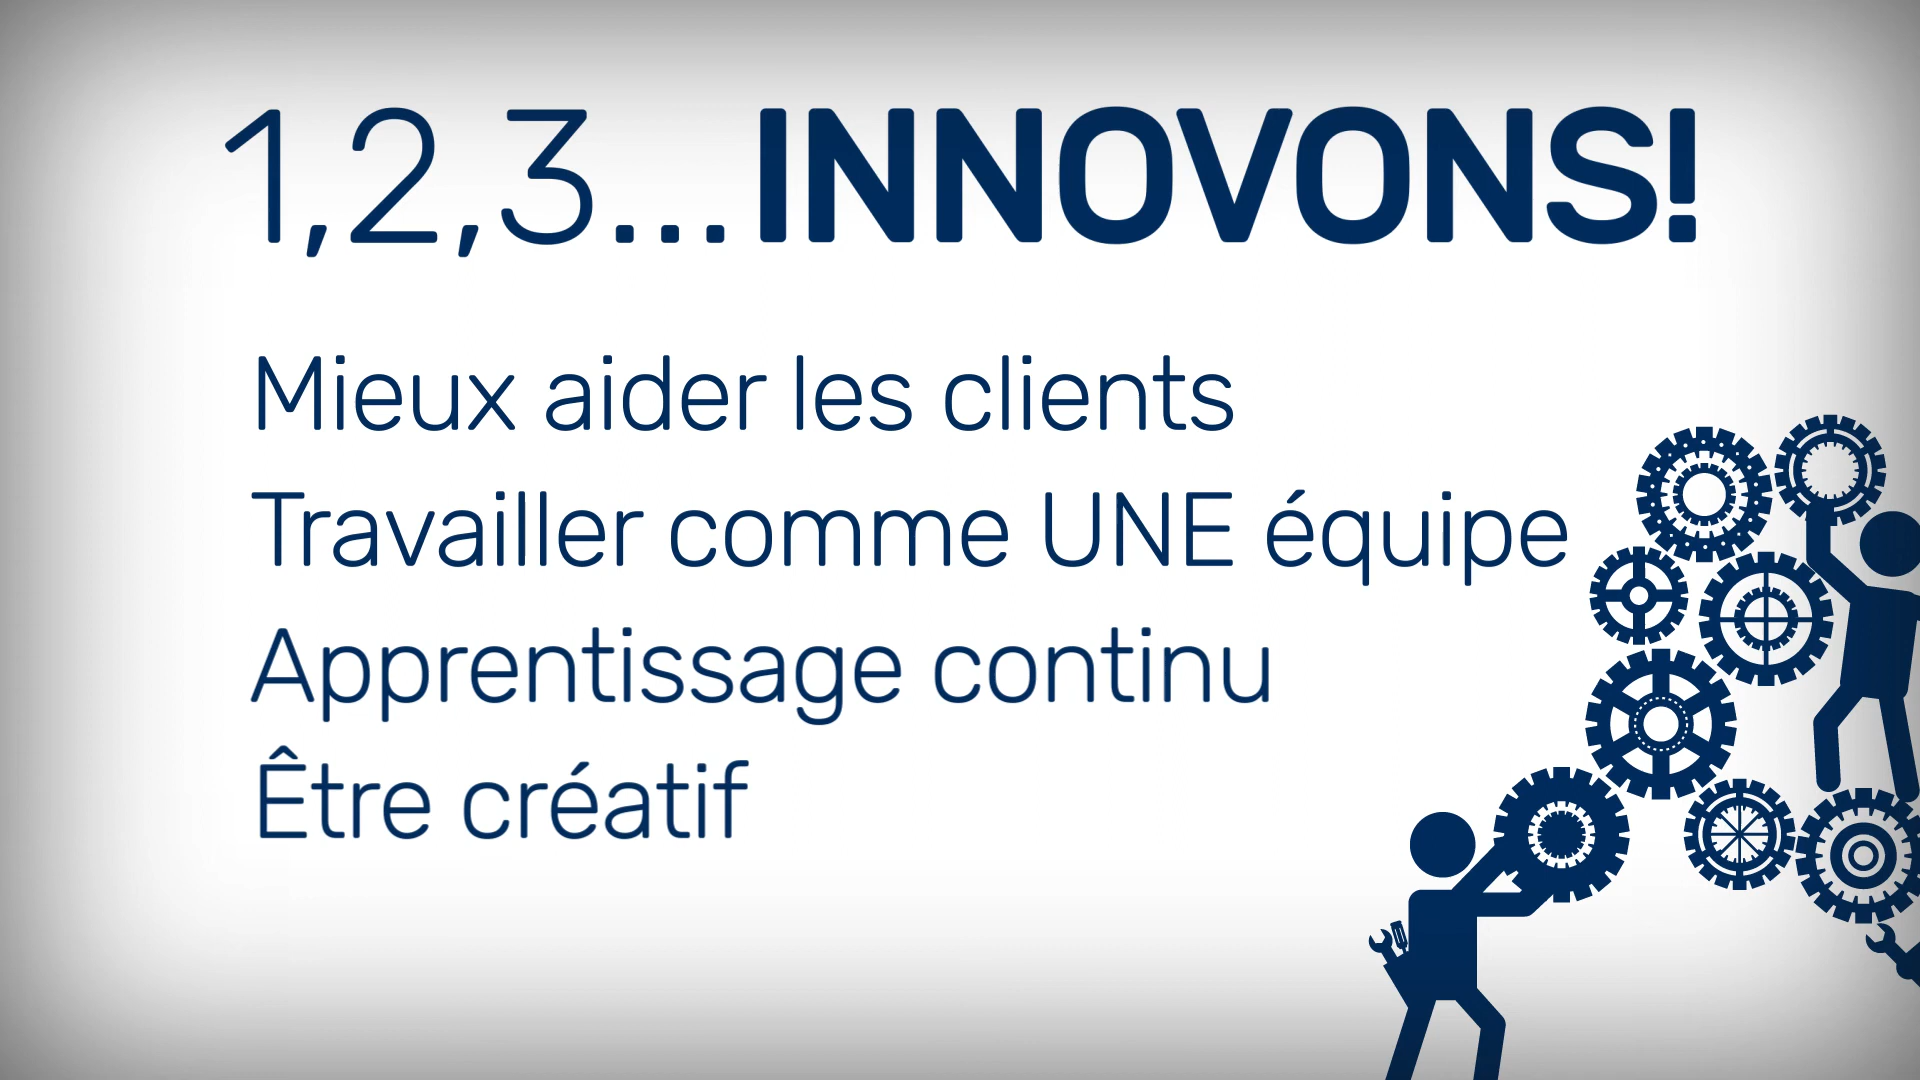 1,2,3...INNOVONS!
Mieux aider les clients
Travailler comme UNE équipe
Apprentissage continu
Être créatif